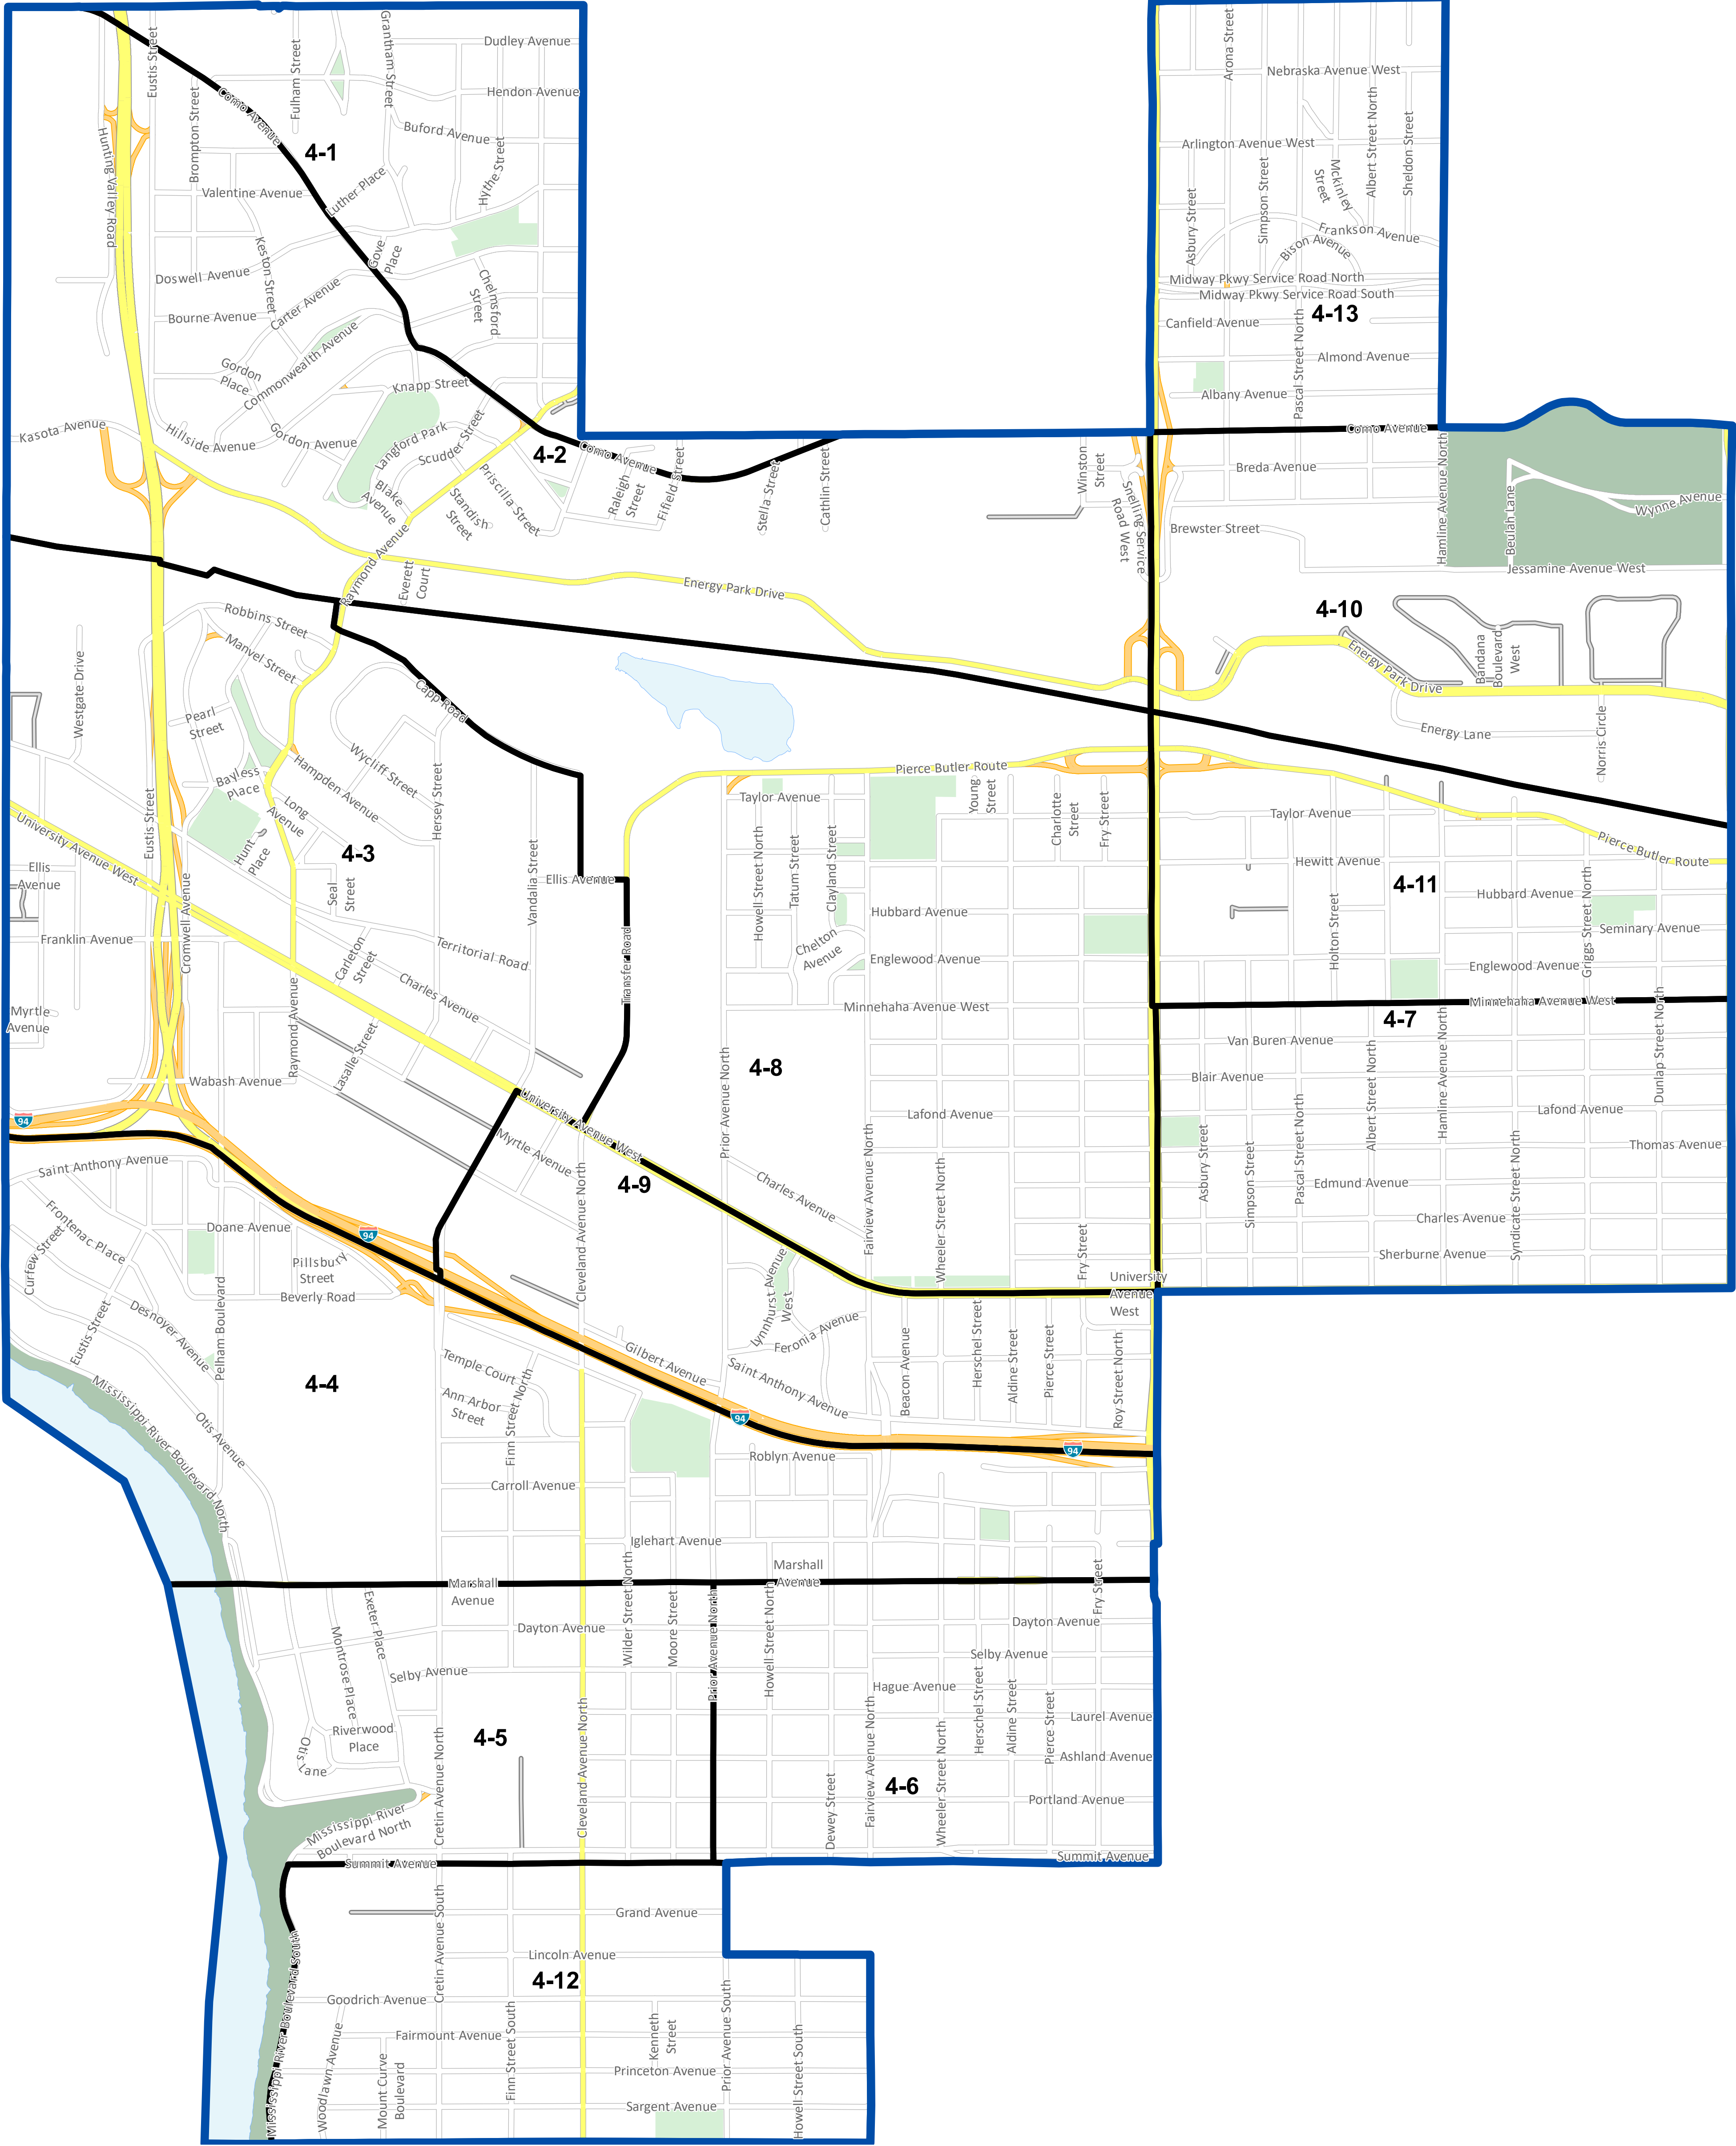 Dudley Avenue
Eustis Street
Fulham Street
Grantham Street
Arona Street
Nebraska Avenue West
Hendon Avenue
Brompton Street
Como Avenue
Buford Avenue
Hunting Valley Road
4-1
Hythe Street
Arlington Avenue West
Albert Street North
Sheldon Street
Mckinley
Street
Simpson Street
Asbury Street
Valentine Avenue
Luther Place
Keston Street
Gove
Place
Frankson Avenue
Bison Avenue
Doswell Avenue
Carter Avenue
Chelmsford
Street
Midway Pkwy Service Road North
Midway Pkwy Service Road South
4-13
Bourne Avenue
Canfield Avenue
Pascal Street North
Commonwealth Avenue
Almond Avenue
Gordon
Place
Knapp Street
Albany Avenue
Kasota Avenue
Hillside Avenue
Gordon Avenue
Langford Park
Scudder Street
4-2
Como Avenue
Como Avenue
Blake
Avenue
Standish
Street
Priscilla Street
Raleigh
Street
Fifield Street
Stella Street
Cathlin Street
Winston
Street
Snelling Service
Road West
Breda Avenue
Hamline Avenue North
Beulah Lane
Wynne Avenue
Brewster Street
Raymond Avenue
Everett
Court
Energy Park Drive
Jessamine Avenue West
4-10
Robbins Street
Manvel Street
Westgate Drive
Capp Road
Bandana
Boulevard
West
Energy Park Drive
Pearl
Street
Wycliff Street
Energy Lane
Norris Circle
Bayless
Place
Hampden Avenue
Hersey Street
Pierce Butler Route
Taylor Avenue
Young
Street
Charlotte
Street
Fry Street
Taylor Avenue
Pierce Butler Route
Long
Avenue
Hunt
Place
University Avenue West
Eustis Street
4-3
Ellis
Avenue
Seal
Street
Vandalia Street
Ellis Avenue
Howell Street North
Tatum Street
Clayland Street
Hewitt Avenue
4-11
Hubbard Avenue
Hubbard Avenue
Cromwell Avenue
Franklin Avenue
Carleton
Street
Territorial Road
Transfer Road
Chelton
Avenue
Englewood Avenue
Holton Street
Griggs Street North
Seminary Avenue
Englewood Avenue
Charles Avenue
Myrtle
Avenue
Raymond Avenue
Minnehaha Avenue West
Minnehaha Avenue West
4-7
Lasalle Street
Wabash Avenue
4-8
Van Buren Avenue
Blair Avenue
Albert Street North
Hamline Avenue North
Dunlap Street North
94
University Avenue West
Prior Avenue North
Lafond Avenue
Lafond Avenue
Thomas Avenue
Myrtle Avenue
Saint Anthony Avenue
4-9
Charles Avenue
Fairview Avenue North
Wheeler Street North
Asbury Street
Simpson Street
Pascal Street North
Edmund Avenue
Syndicate Street North
Charles Avenue
Sherburne Avenue
Frontenac Place
Curfew Street
Doane Avenue
94
Pillsbury
Street
Beverly Road
Cleveland Avenue North
Lynnhurst Avenue
West
Fry Street
University
Avenue
West
Eustis Street
Desnoyer Avenue
Pelham Boulevard
Feronia Avenue
Gilbert Avenue
Temple Court
Saint Anthony Avenue
Beacon Avenue
Herschel Street
Aldine Street
Pierce Street
Roy Street North
Mississippi River Boulevard North
4-4
Ann Arbor
Street
Finn Street North
Otis Avenue
94
94
Roblyn Avenue
Carroll Avenue
Iglehart Avenue
Marshall
Avenue
Marshall
Avenue
Wilder Street North
Moore Street
Prior Avenue North
Howell Street North
Fry Street
Exeter Place
Montrose Place
Dayton Avenue
Dayton Avenue
Selby Avenue
Selby Avenue
Hague Avenue
Riverwood
Place
Otis
Lane
4-5
Cretin Avenue North
Cleveland Avenue North
Fairview Avenue North
Herschel Street
Aldine Street
Pierce Street
Laurel Avenue
Ashland Avenue
4-6
Dewey Street
Wheeler Street North
Portland Avenue
Mississippi River
Boulevard North
Summit Avenue
Summit Avenue
Grand Avenue
Cretin Avenue South
Lincoln Avenue
4-12
Mississippi River Boulevard South
Goodrich Avenue
Woodlawn Avenue
Fairmount Avenue
Mount Curve
Boulevard
Finn Street South
Kenneth
Street
Prior Avenue South
Howell Street South
Princeton Avenue
Sargent Avenue